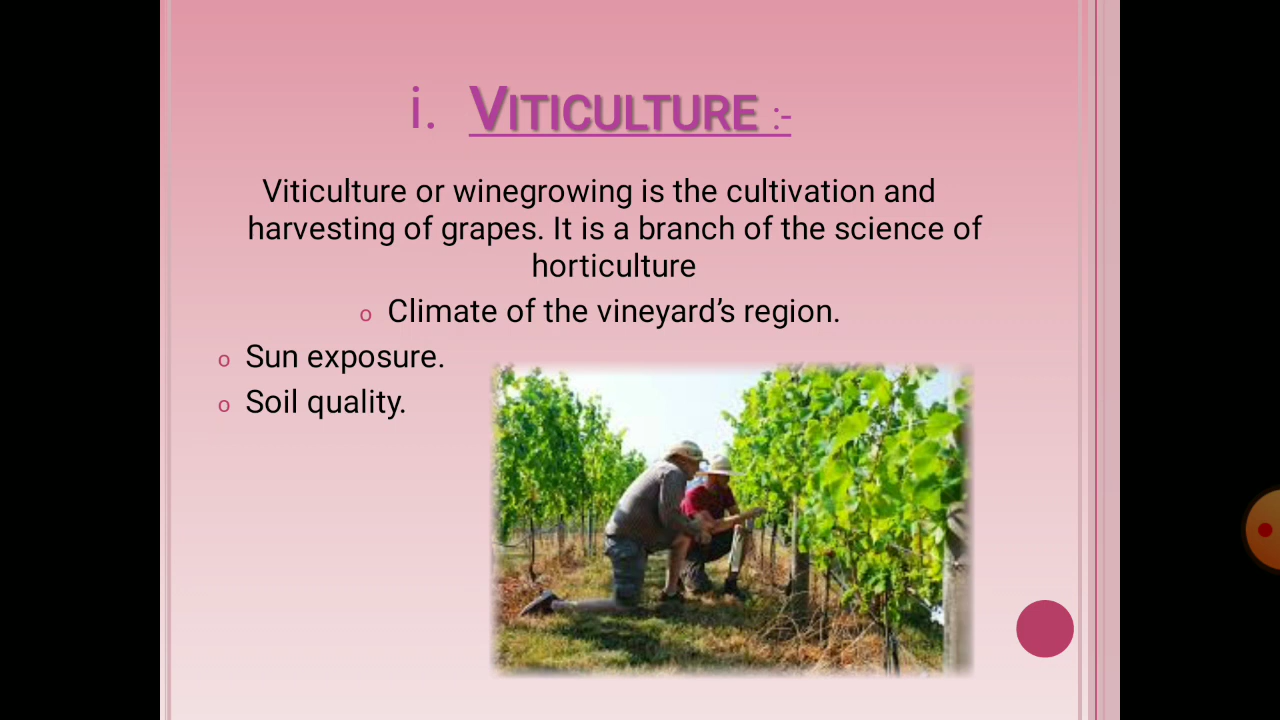 i. VITICULTURE :-
Viticulture or winegrowing is the cultivation and
harvesting of grapes. It is a branch of the science of
horticulture
o Climate of the vineyard’s region.
o Sun exposure.
o Soil quality.